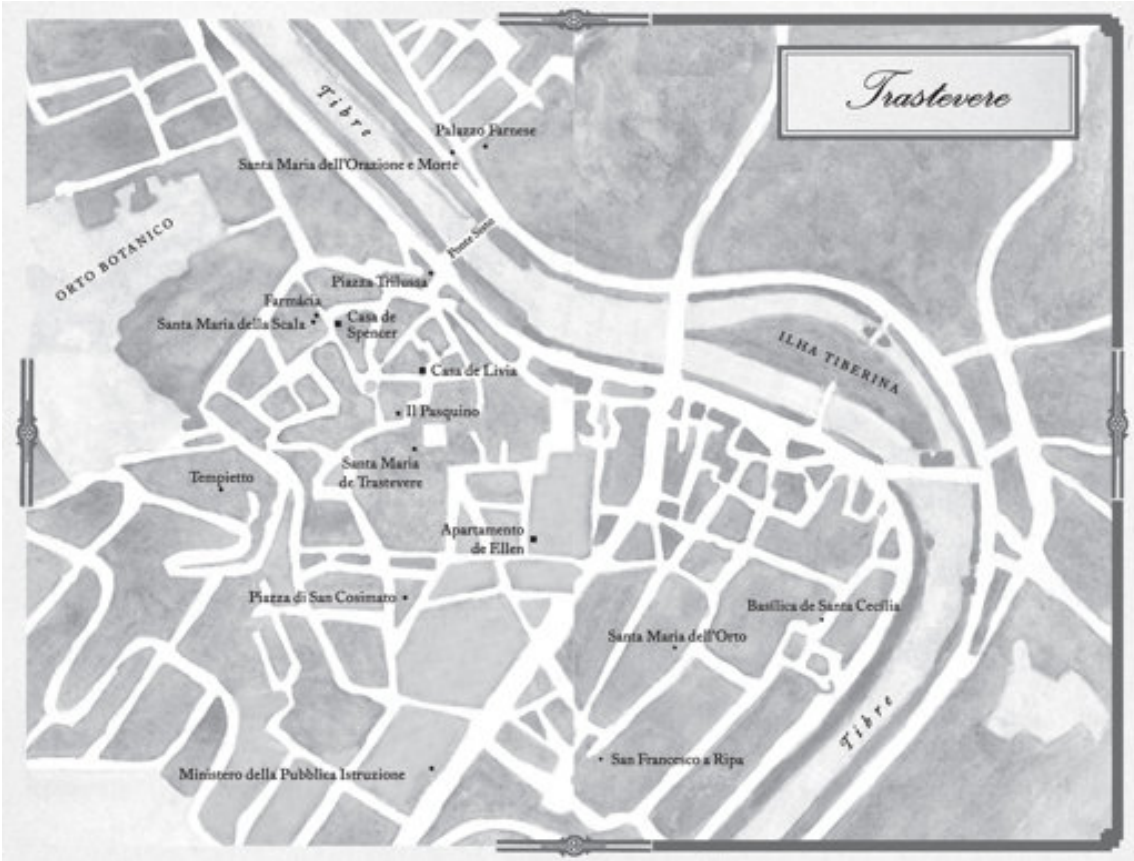 Trastevere
Tibre
Palazzo Farnese
Santa Maria dell'Orazione e Morte
Ponte Sisto
ORTO BOTANICO
Piazza Trilussa
Farmácia
Santa Maria della Scala
Casa de
Spencer
ILHA TIBERINA
Casa de Livia
Il Pasquino
Santa Maria
de Trastevere
Tempietto
Apartamento
de Ellen
Piazza di San Cosimato
Basílica de Santa Cecília
Santa Maria dell'Orto
Tibre
San Francesco a Ripa
Ministero della Pubblica Istruzione